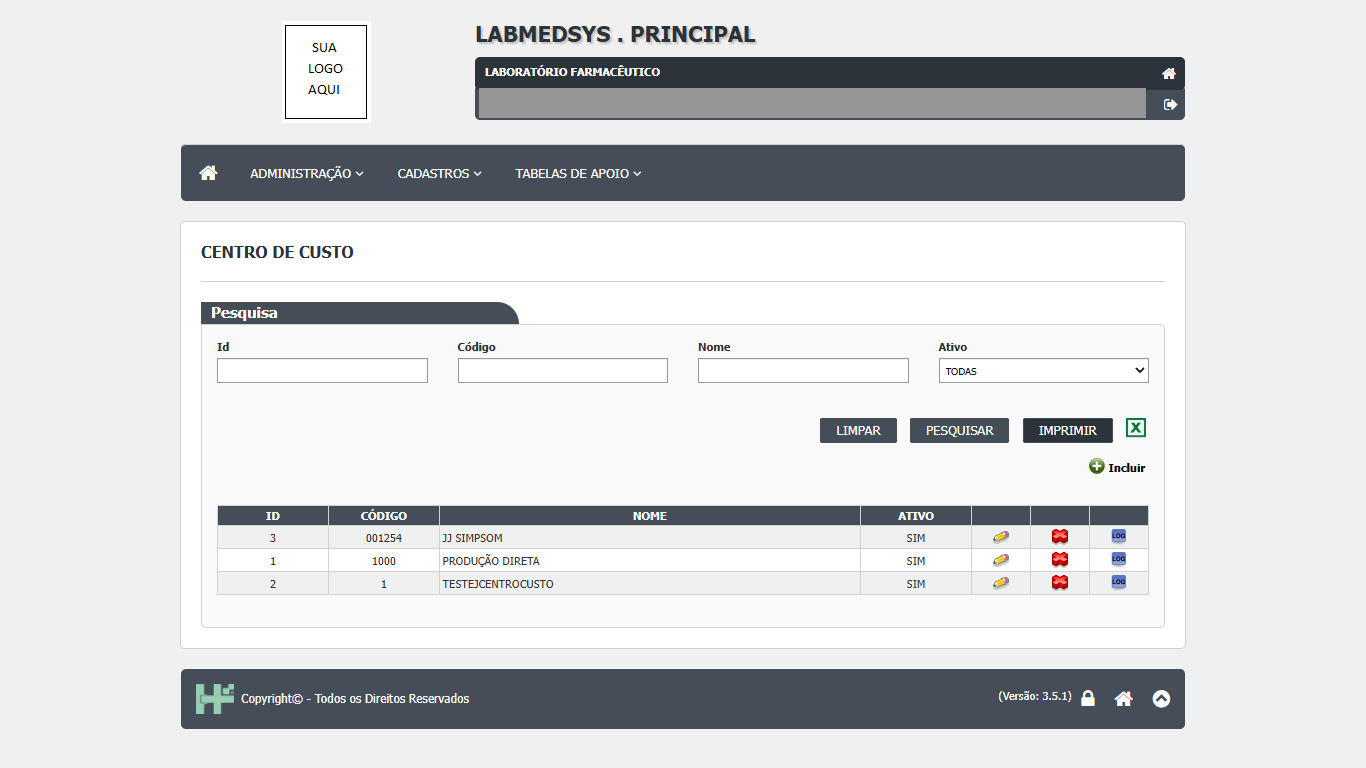 SUA
LOGO
AQUI
LABMEDSYS . PRINCIPAL
LABORATÓRIO FARMACÊUTICO
ADMINISTRAÇÃO CADASTROS TABELAS DE APOIO
CENTRO DE CUSTO
Pesquisa
Id Código Nome Ativo
TODAS
LIMPAR PESQUISAR IMPRIMIR X
Incluir
ID CÓDIGO NOME ATIVO
3 001254 JJ SIMPSOM SIM LOG
1 1000 PRODUÇÃO DIRETA SIM LOG
2 1 TESTEJCENTROCUSTO SIM LOG
Copyright© - Todos os Direitos Reservados (Versão: 3.5.1)